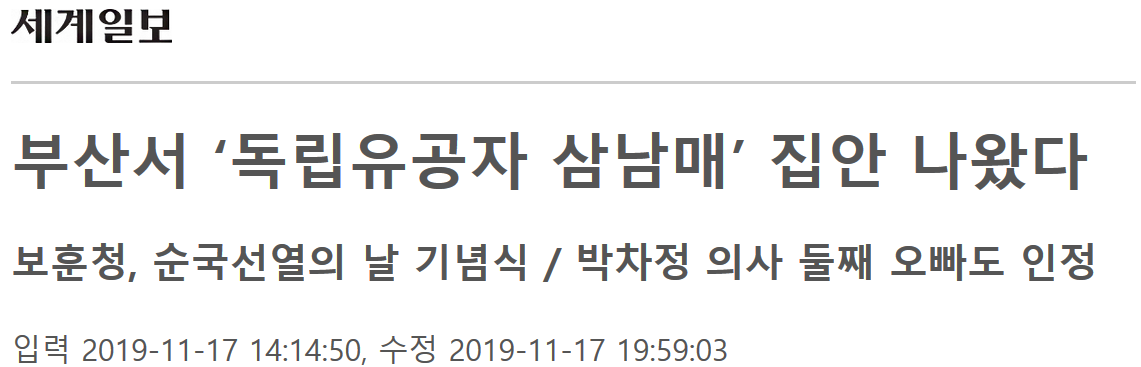 세계일보
부산서 ‘독립유공자 삼남매’ 집안 나왔다
보훈청, 순국선열의 날 기념식 / 박차정 의사 둘째 오빠도 인정
입력 2019-11-17 14:14:50, 수정 2019-11-17 19:59:03